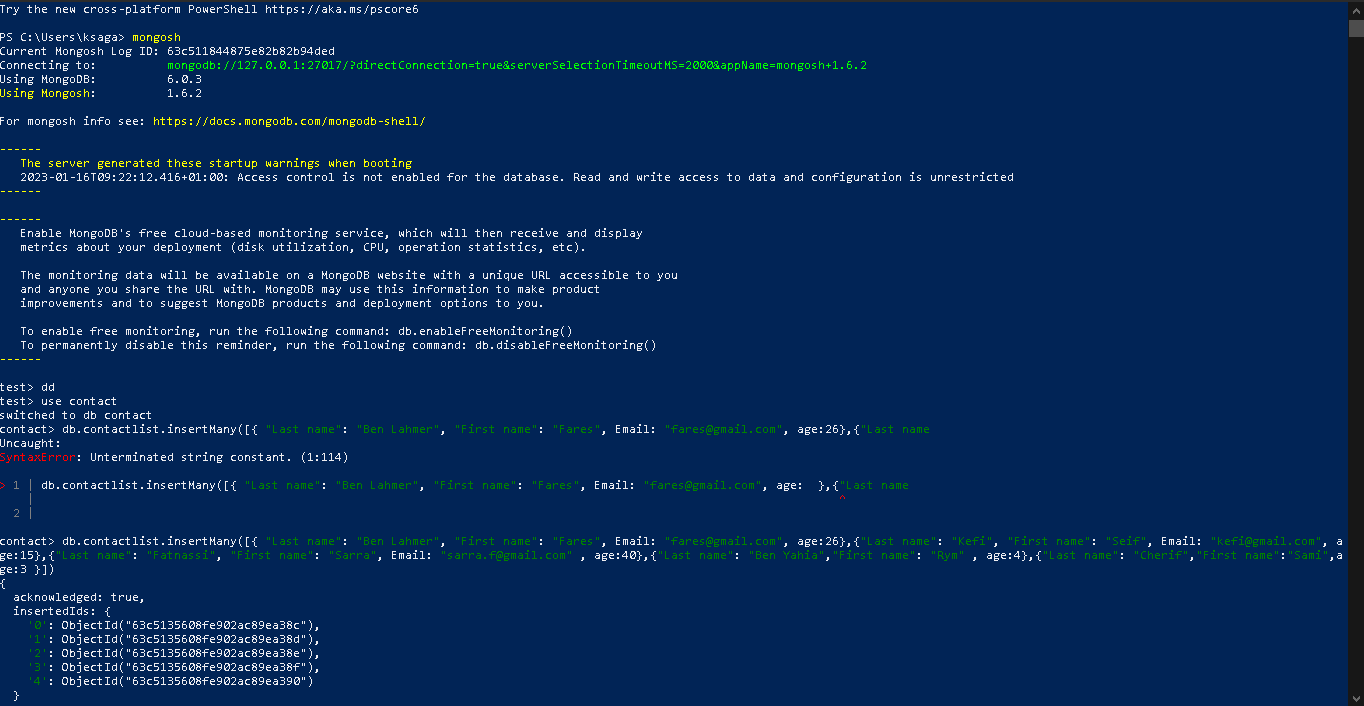 Try the new cross-platform PowerShell https://aka.ms/pscore6
PS C:\Users\ksaga> mongosh
Current Mongosh Log ID: 63c511844875e82b82b94ded
Connecting to:          mongodb://127.0.0.1:27017/?directConnection=true&serverSelectionTimeoutMS=2000&appName=mongosh+1.6.2
Using MongoDB:          6.0.3
Using Mongosh:          1.6.2
For mongosh info see: https://docs.mongodb.com/mongodb-shell/
------
   The server generated these startup warnings when booting
   2023-01-16T09:22:12.416+01:00: Access control is not enabled for the database. Read and write access to data and configuration is unrestricted
------
------
   Enable MongoDB's free cloud-based monitoring service, which will then receive and display
   metrics about your deployment (disk utilization, CPU, operation statistics, etc).
   The monitoring data will be available on a MongoDB website with a unique URL accessible to you
   and anyone you share the URL with. MongoDB may use this information to make product
   improvements and to suggest MongoDB products and deployment options to you.
   To enable free monitoring, run the following command: db.enableFreeMonitoring()
   To permanently disable this reminder, run the following command: db.disableFreeMonitoring()
------
test> dd
test> use contact
switched to db contact
contact> db.contactlist.insertMany([{ "Last name": "Ben Lahmer", "First name": "Fares", Email: "fares@gmail.com", age:26},{"Last name
Uncaught:
SyntaxError: Unterminated string constant. (1:114)
> 1 | db.contactlist.insertMany([{ "Last name": "Ben Lahmer", "First name": "Fares", Email: "fares@gmail.com", age:  },{"Last name
    |                                                                                                                   ^
  2 |
contact> db.contactlist.insertMany([{ "Last name": "Ben Lahmer", "First name": "Fares", Email: "fares@gmail.com", age:26},{"Last name": "Kefi", "First name": "Seif", Email: "kefi@gmail.com", a
ge:15},{"Last name": "Fatnassi", "First name": "Sarra", Email: "sarra.f@gmail.com" , age:40},{"Last name": "Ben Yahia","First name": "Rym" , age:4},{"Last name": "Cherif","First name":"Sami",a
ge:3 }])
{
  acknowledged: true,
  insertedIds: {
    '0': ObjectId("63c5135608fe902ac89ea38c"),
    '1': ObjectId("63c5135608fe902ac89ea38d"),
    '2': ObjectId("63c5135608fe902ac89ea38e"),
    '3': ObjectId("63c5135608fe902ac89ea38f"),
    '4': ObjectId("63c5135608fe902ac89ea390")
  }